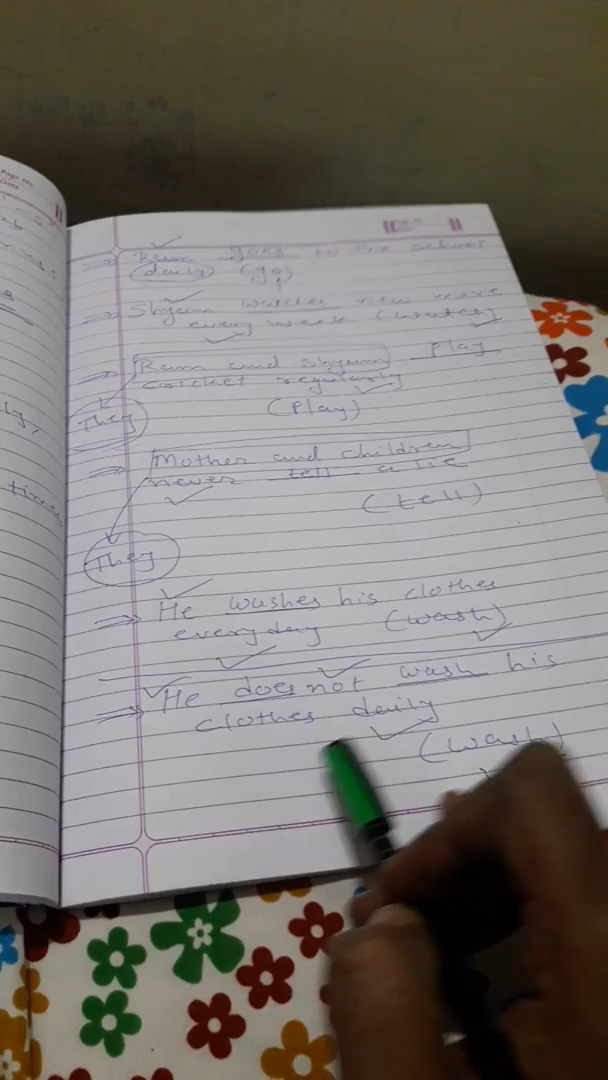 Ram goes to the school
daily (go)
Shyam watches new movie
every week (watch)
Ram and Shyam play
cricket regularly
They
(Play)
Mother and children
never tell a lie
(tell)
They
He washes his clothes
everyday (wash)
He does not wash his
clothes daily
(wash)
times